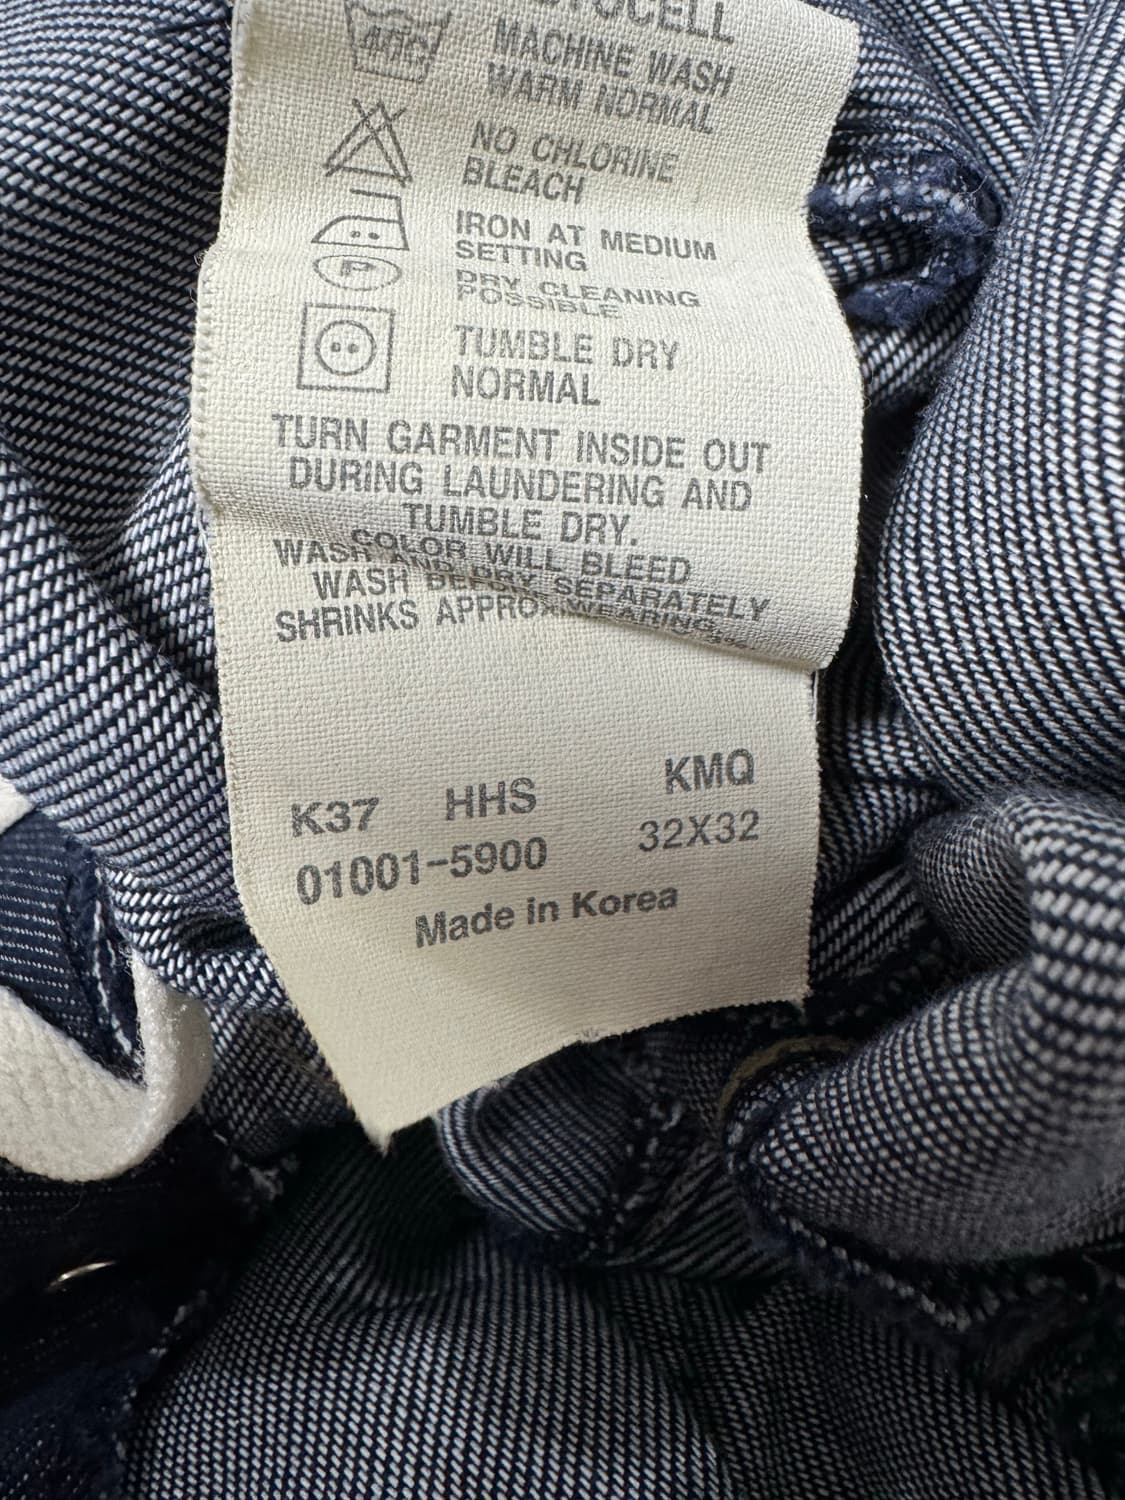 40C
MACHINE WASH
WARM NORMAL
NO CHLORINE
BLEACH
IRON AT MEDIUM
SETTING
P
DRY CLEANING
POSSIBLE
TUMBLE DRY
NORMAL
TURN GARMENT INSIDE OUT
DURING LAUNDERING AND
TUMBLE DRY.
COLOR WILL BLEED
WASH AND DRY SEPARATELY
WASH BEFORE WEARING.
SHRINKS APPROX
K37 HHS KMQ
01001-5900 32X32
Made in Korea